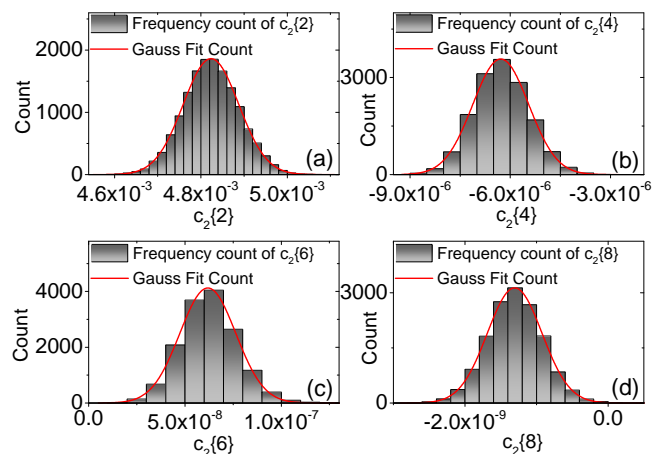 Frequency count of c₂{2}
Gauss Fit Count
2000
1000
0
Count
(a)
4.6x10⁻³ 4.8x10⁻³ 5.0x10⁻³
c₂{2}
Frequency count of c₂{4}
Gauss Fit Count
3000
0
Count
(b)
-9.0x10⁻⁶ -6.0x10⁻⁶ -3.0x10⁻⁶
c₂{4}
Frequency count of c₂{6}
Gauss Fit Count
4000
2000
0
Count
(c)
0.0 5.0x10⁻⁸ 1.0x10⁻⁷
c₂{6}
Frequency count of c₂{8}
Gauss Fit Count
3000
0
Count
(d)
-2.0x10⁻⁹ 0.0
c₂{8}